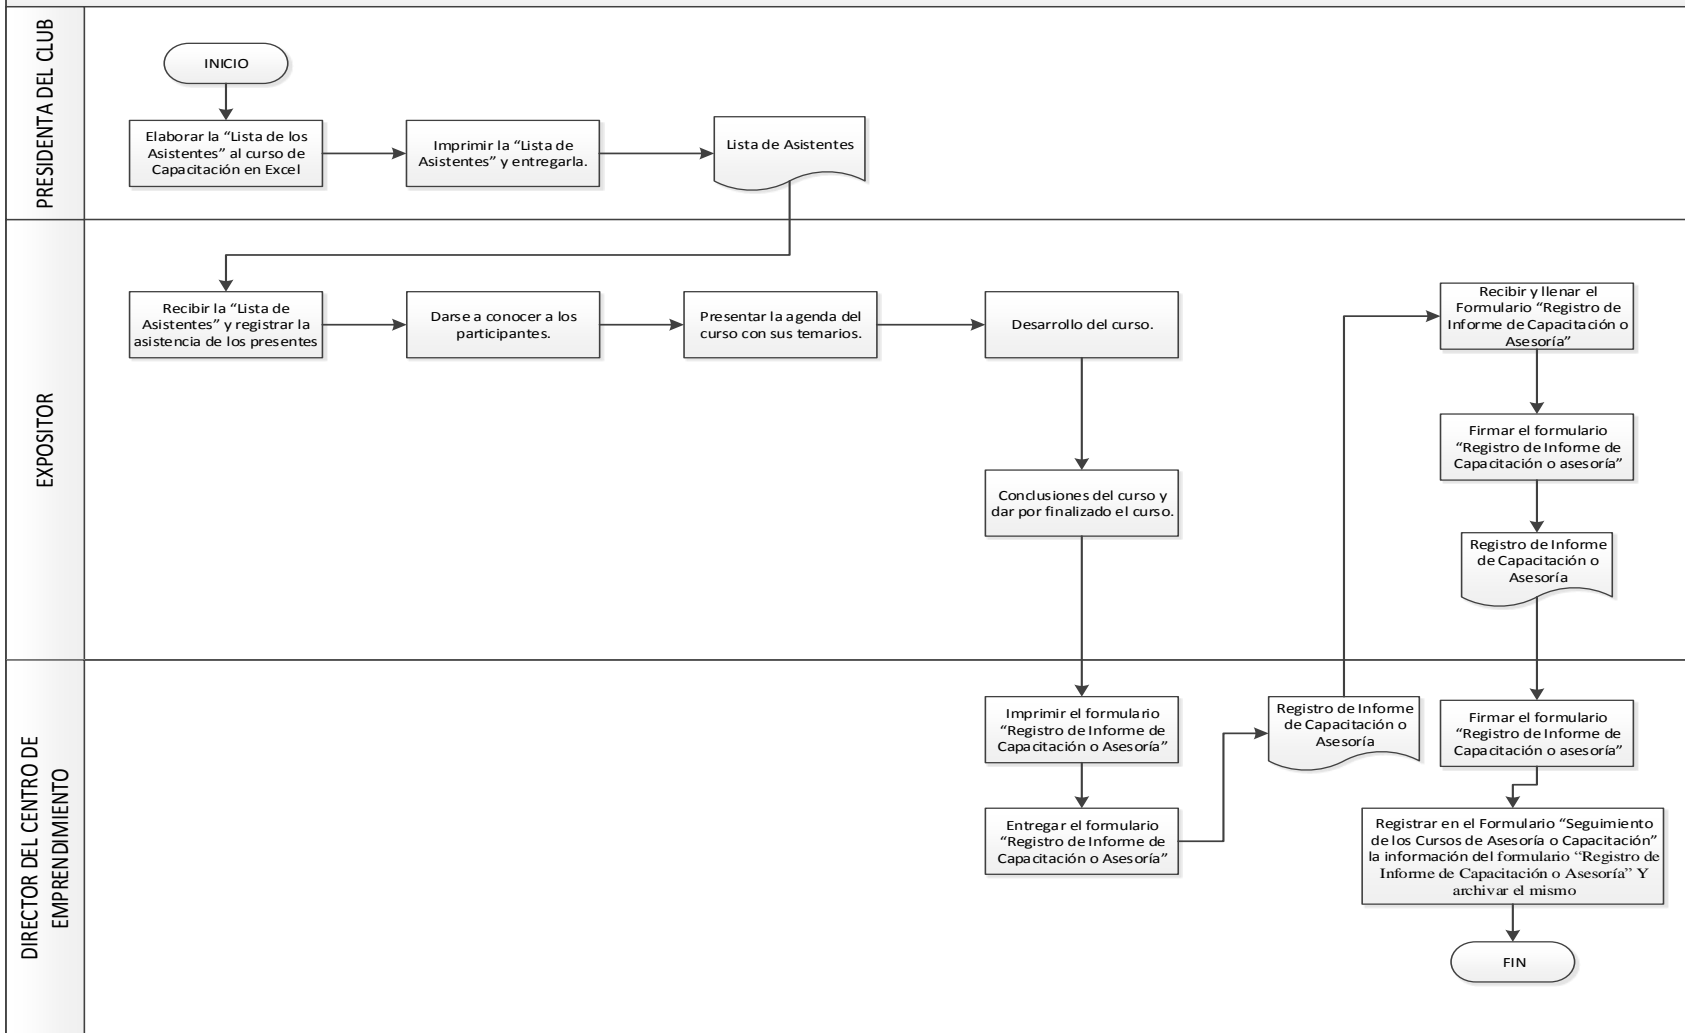 PRESIDENTA DEL CLUB
INICIO
Elaborar la “Lista de los
Asistentes” al curso de
Capacitación en Excel
Imprimir la “Lista de
Asistentes” y entregarla.
Lista de Asistentes
EXPOSITOR
Recibir la “Lista de
Asistentes” y registrar la
asistencia de los presentes
Darse a conocer a los
participantes.
Presentar la agenda del
curso con sus temarios.
Desarrollo del curso.
Conclusiones del curso y
dar por finalizado el curso.
Recibir y llenar el
Formulario “Registro de
Informe de Capacitación o
Asesoría”
Firmar el formulario
“Registro de Informe de
Capacitación o asesoría”
Registro de Informe
de Capacitación o
Asesoría
DIRECTOR DEL CENTRO DE
EMPRENDIMIENTO
Imprimir el formulario
“Registro de Informe de
Capacitación o Asesoría”
Entregar el formulario
“Registro de Informe de
Capacitación o Asesoría”
Registro de Informe
de Capacitación o
Asesoría
Firmar el formulario
“Registro de Informe de
Capacitación o asesoría”
Registrar en el Formulario “Seguimiento
de los Cursos de Asesoría o Capacitación”
la información del formulario “Registro de
Informe de Capacitación o Asesoría” Y
archivar el mismo
FIN